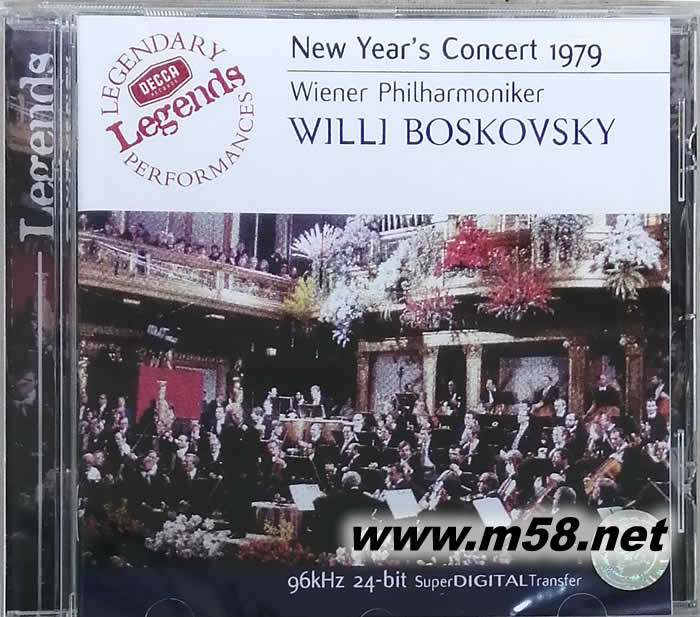 Legends
LEGENDARY
DECCA
RECORDS
Legends
PERFORMANCES
New Year's Concert 1979
Wiener Philharmoniker
WILLI BOSKOVSKY
www.m58.net
96kHz 24-bit SuperDIGITALTransfer